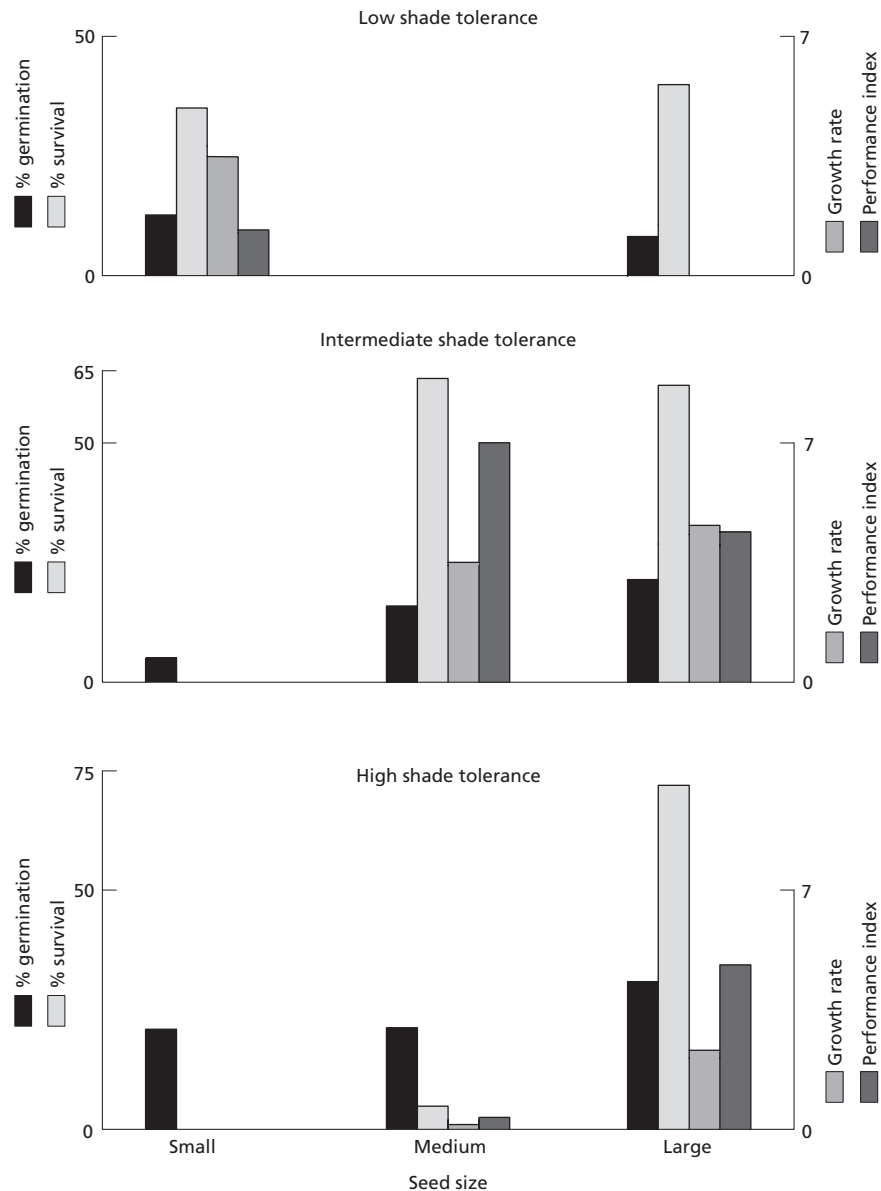 Low shade tolerance
50
0
% germination
% survival
7
0
Growth rate
Performance index
Intermediate shade tolerance
65
50
0
% germination
% survival
7
0
Growth rate
Performance index
High shade tolerance
75
50
0
% germination
% survival
7
0
Growth rate
Performance index
Small Medium Large
Seed size